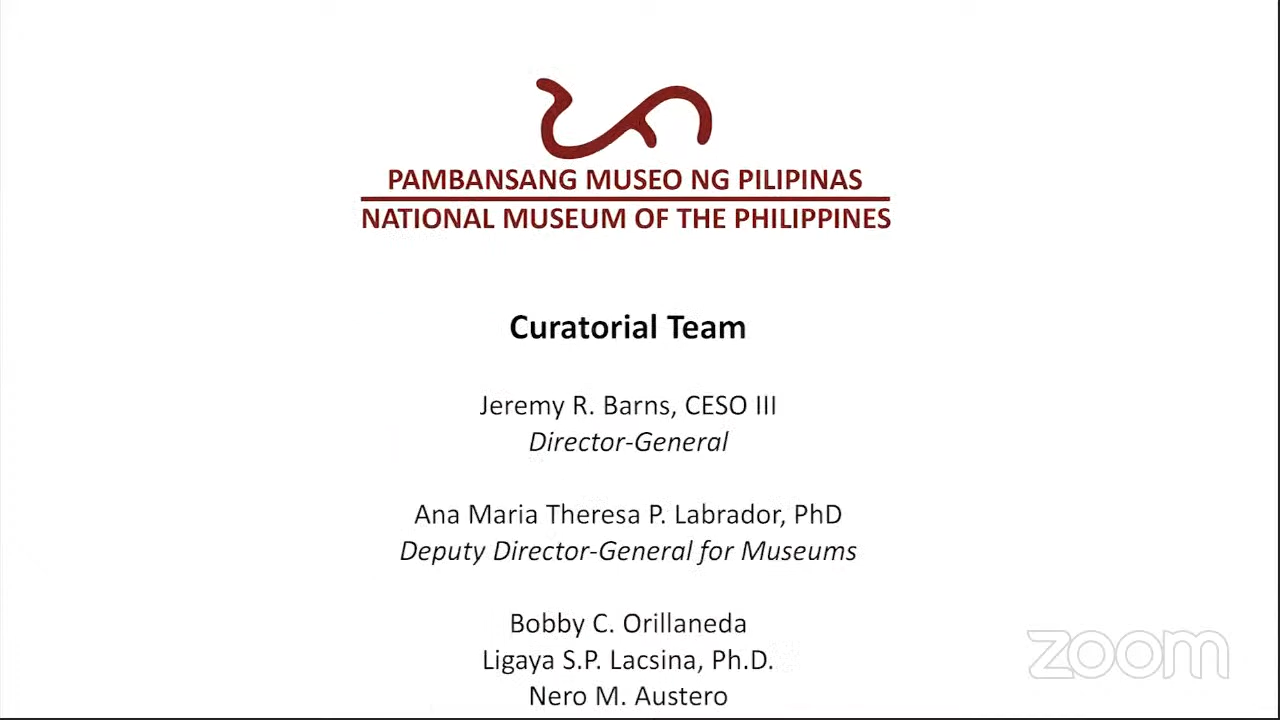 PAMBANSANG MUSEO NG PILIPINAS
NATIONAL MUSEUM OF THE PHILIPPINES
Curatorial Team
Jeremy R. Barns, CESO III
Director-General
Ana Maria Theresa P. Labrador, PhD
Deputy Director-General for Museums
Bobby C. Orillaneda
Ligaya S.P. Lacsina, Ph.D.
Nero M. Austero
zoom